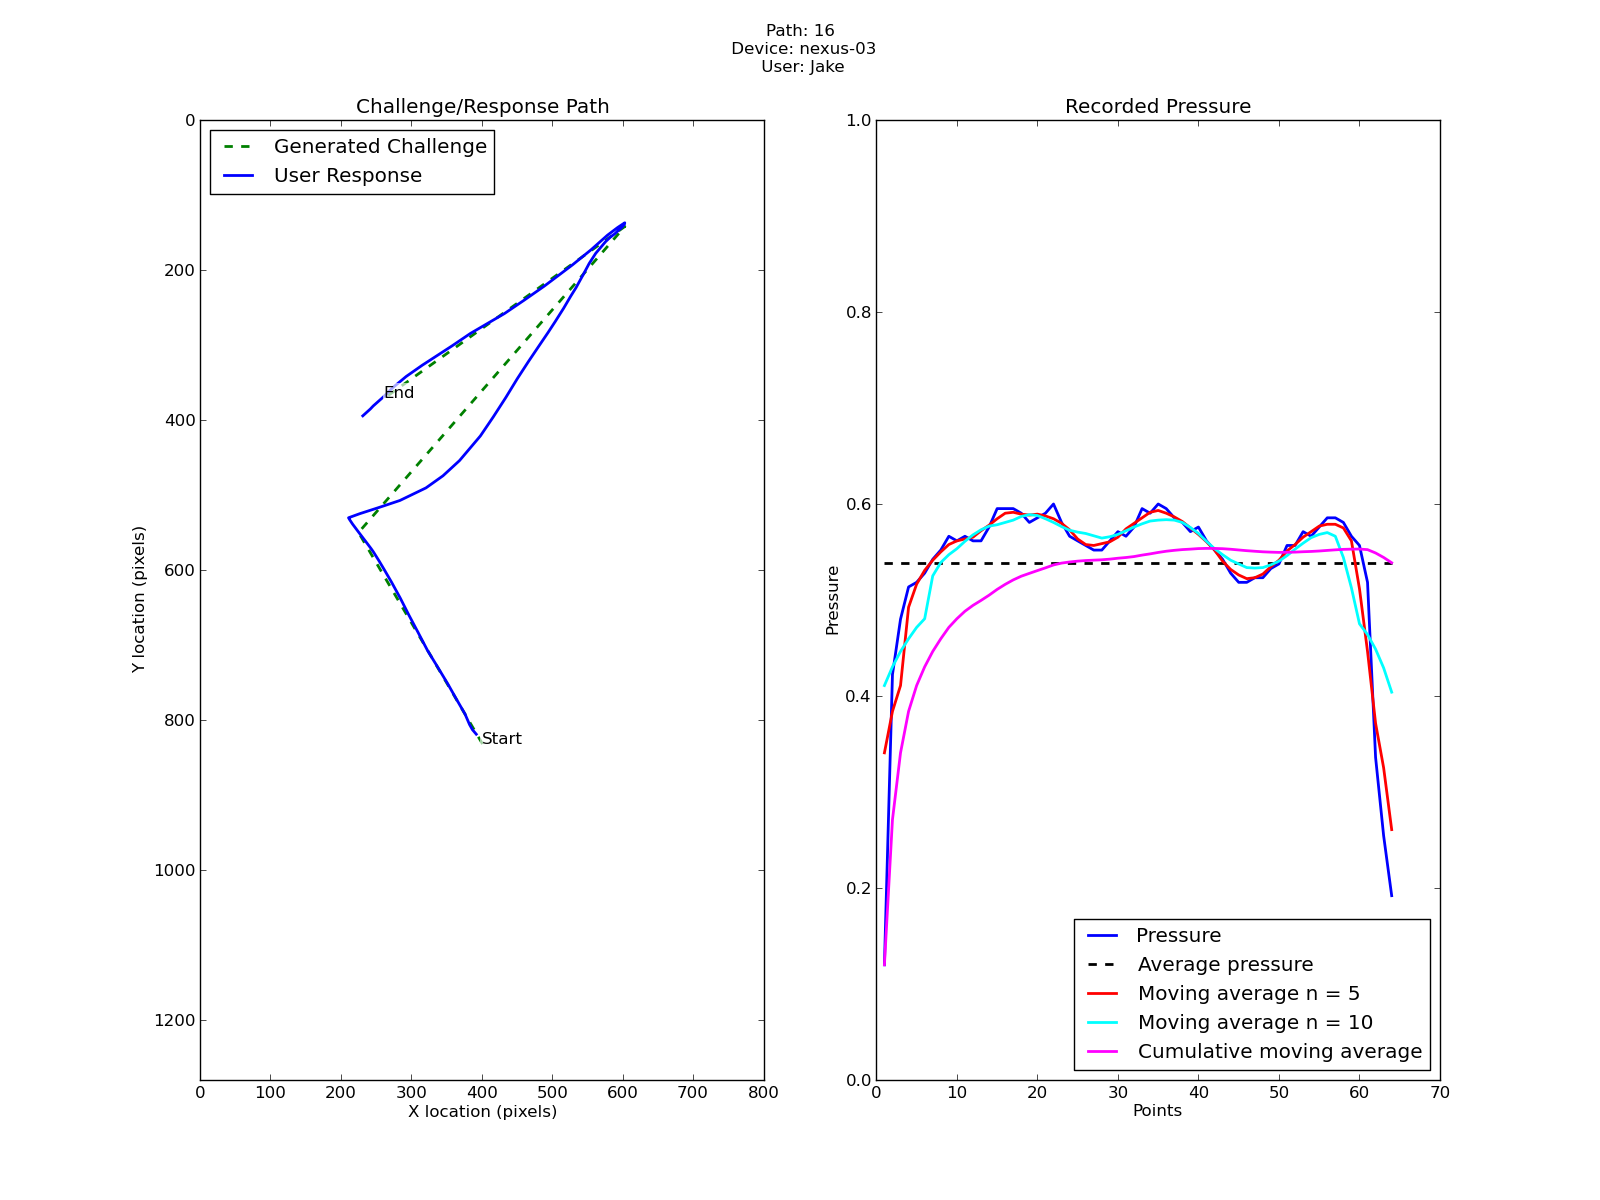 Path: 16
Device: nexus-03
User: Jake
Challenge/Response Path
Generated Challenge
User Response
0
200
400
600
800
1000
1200
Y location (pixels)
End
Start
0 100 200 300 400 500 600 700 800
X location (pixels)
Recorded Pressure
1.0
0.8
0.6
0.4
0.2
0.0
Pressure
Pressure
Average pressure
Moving average n = 5
Moving average n = 10
Cumulative moving average
0 10 20 30 40 50 60 70
Points